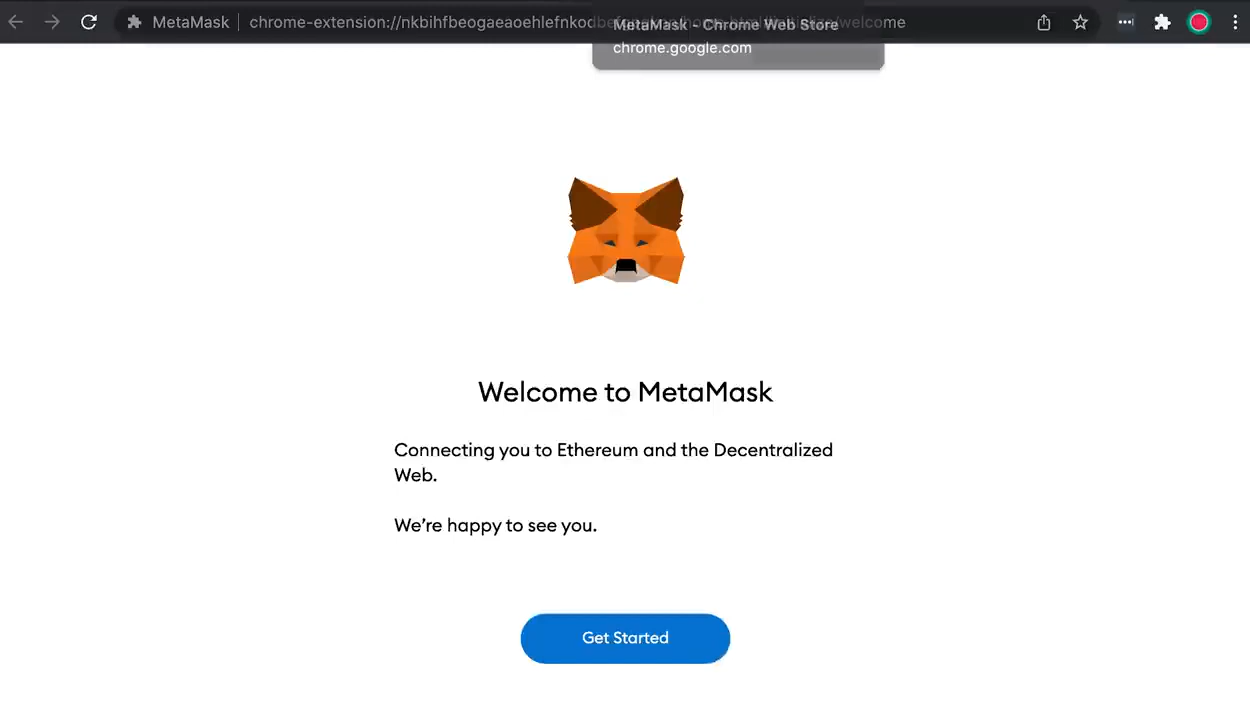 MetaMask
chrome-extension://nkbihfbeogaeaoehlefnkod
welcome
MetaMask - Chrome Web Store
chrome.google.com
Welcome to MetaMask
Connecting you to Ethereum and the Decentralized
Web.
We’re happy to see you.
Get Started